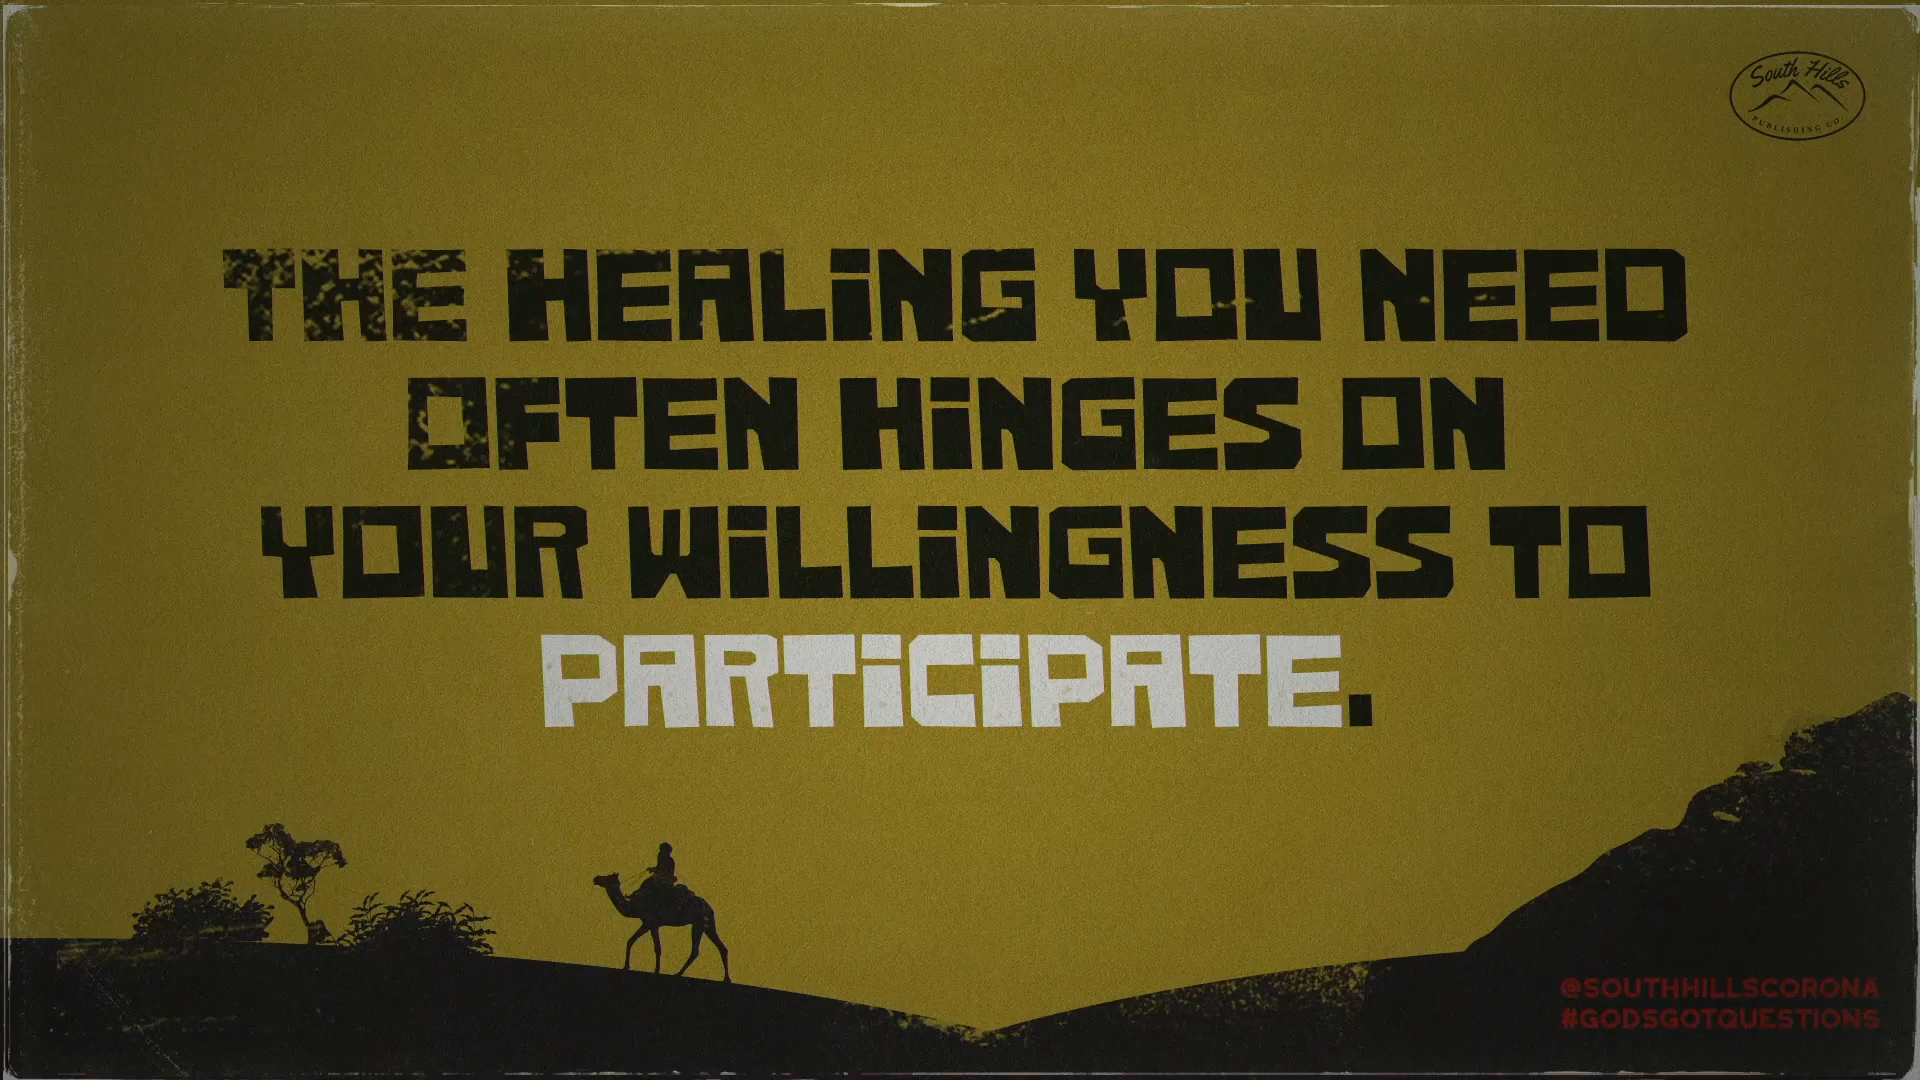 South Hills
PUBLISHING CO.
THE HEALING YOU NEED
OFTEN HINGES ON
YOUR WILLINGNESS TO
PARTICIPATE.
@SOUTHHILLSCORONA
#GODSGOTQUESTIONS